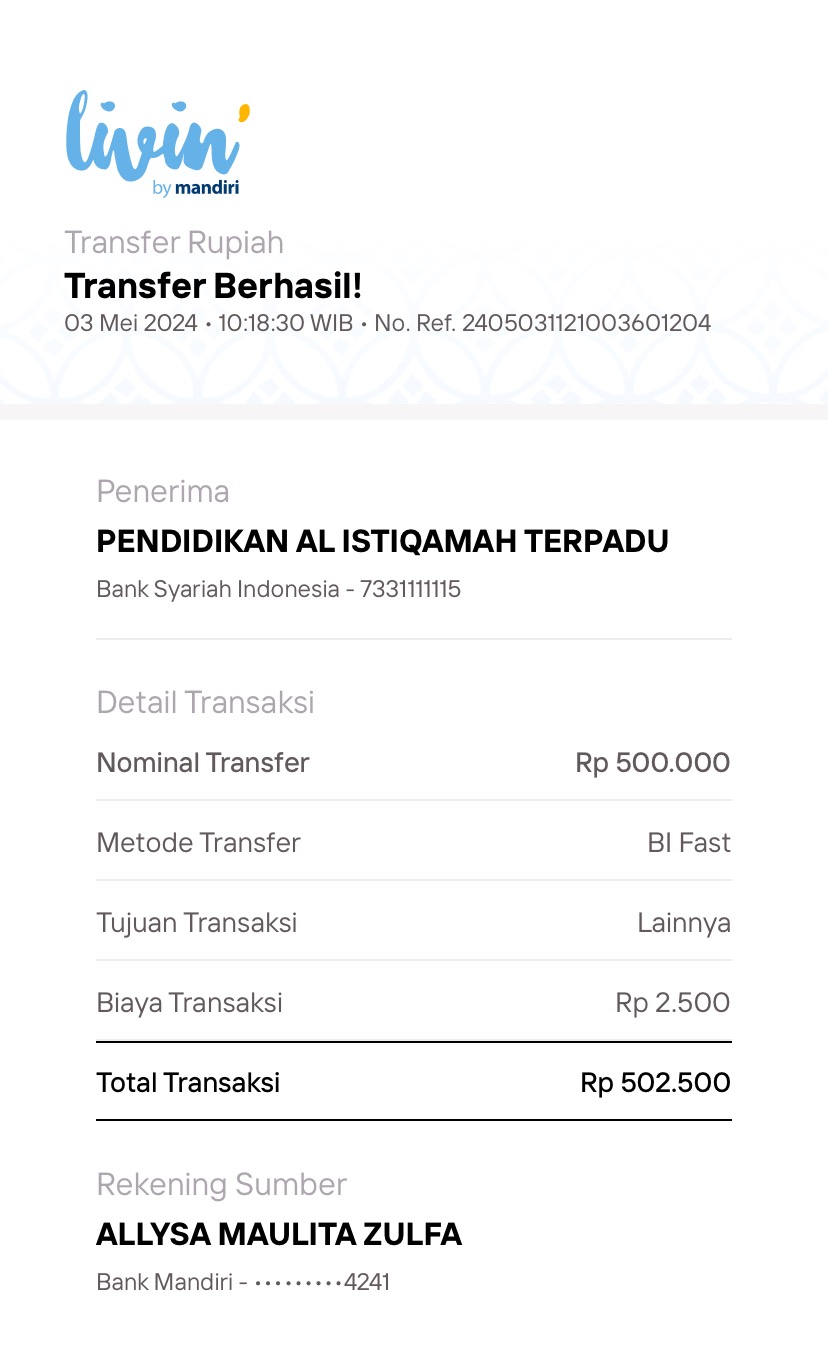 livin'
by mandiri
Transfer Rupiah
Transfer Berhasil!
03 Mei 2024 • 10:18:30 WIB • No. Ref. 2405031121003601204
Penerima
PENDIDIKAN AL ISTIQAMAH TERPADU
Bank Syariah Indonesia - 7331111115
Detail Transaksi
Nominal Transfer Rp 500.000
Metode Transfer BI Fast
Tujuan Transaksi Lainnya
Biaya Transaksi Rp 2.500
Total Transaksi Rp 502.500
Rekening Sumber
ALLYSA MAULITA ZULFA
Bank Mandiri - •••••••••4241